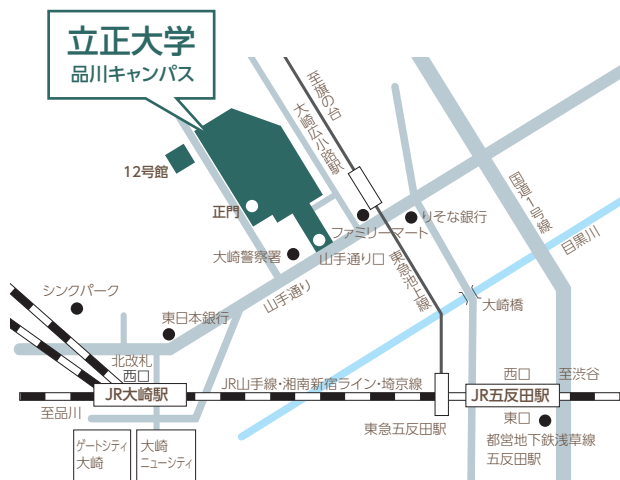 立正大学
品川キャンパス
至旗の台
大崎広小路駅
12号館
正門
国道1号線
りそな銀行
ファミリーマート
目黒川
大崎警察署
山手通り口
東急池上線
山手通り
シンクパーク
大崎橋
東日本銀行
北改札
西口
JR大崎駅
JR山手線・湘南新宿ライン・埼京線
西口
至渋谷
JR五反田駅
至品川
東口
東急五反田駅
都営地下鉄浅草線
五反田駅
ゲートシティ
大崎
大崎
ニューシティ